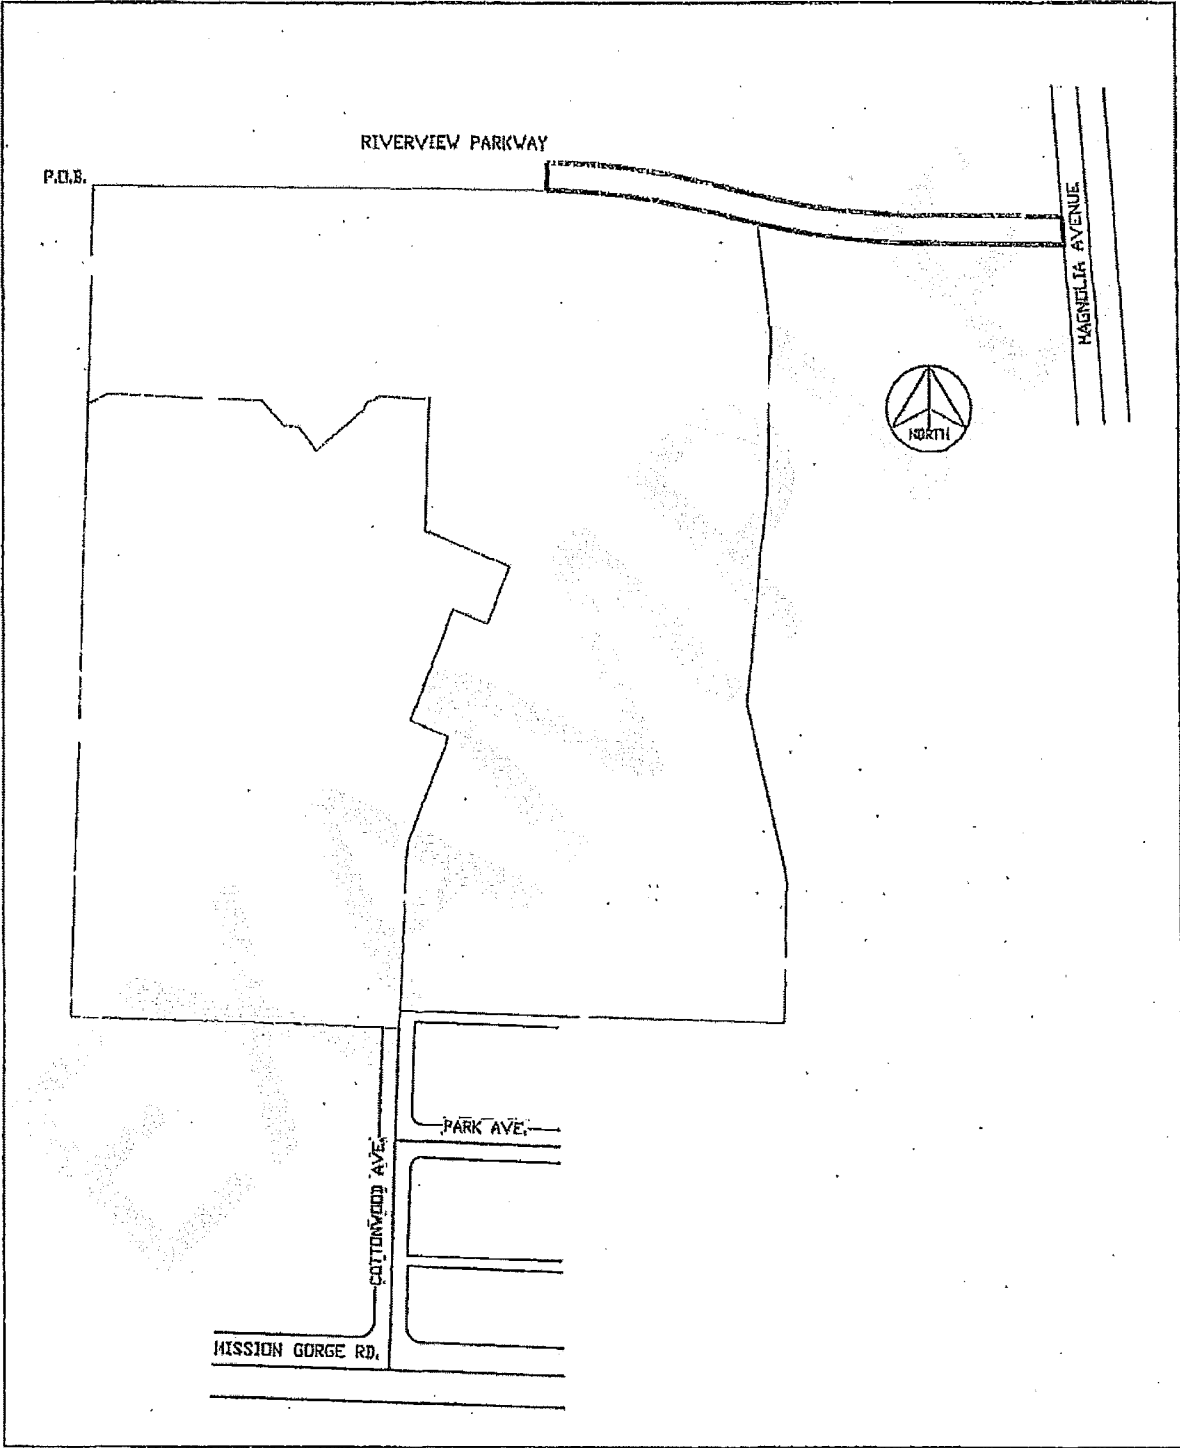 RIVERVIEW PARKWAY
P.O.B.
MAGNOLIA AVENUE
NORTH
PARK AVE.
COTTONWOOD AVE.
MISSION GORGE RD.